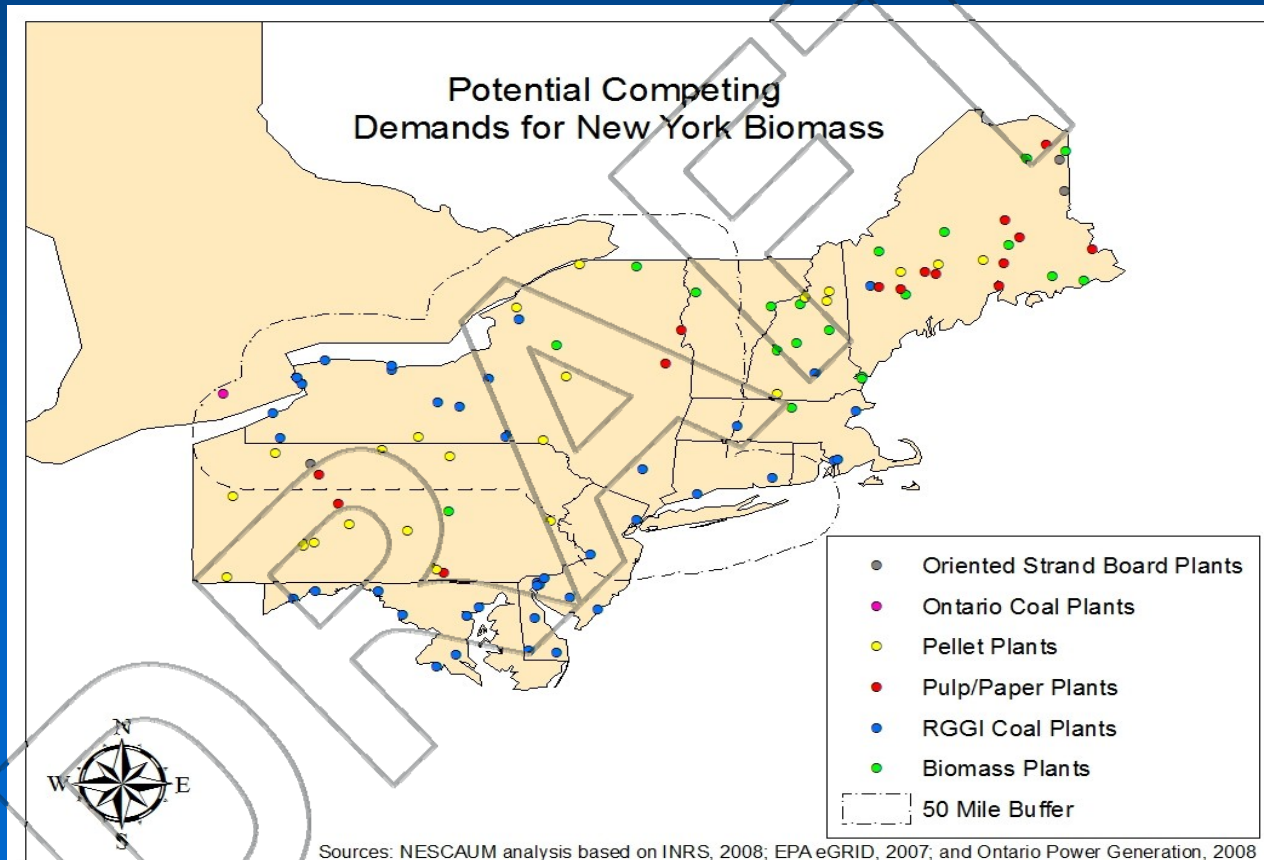 Potential Competing
Demands for New York Biomass
Oriented Strand Board Plants
Ontario Coal Plants
Pellet Plants
Pulp/Paper Plants
RGGI Coal Plants
Biomass Plants
50 Mile Buffer
N
W E
S
Sources: NESCAUM analysis based on INRS, 2008; EPA eGRID, 2007; and Ontario Power Generation, 2008
DRAFT